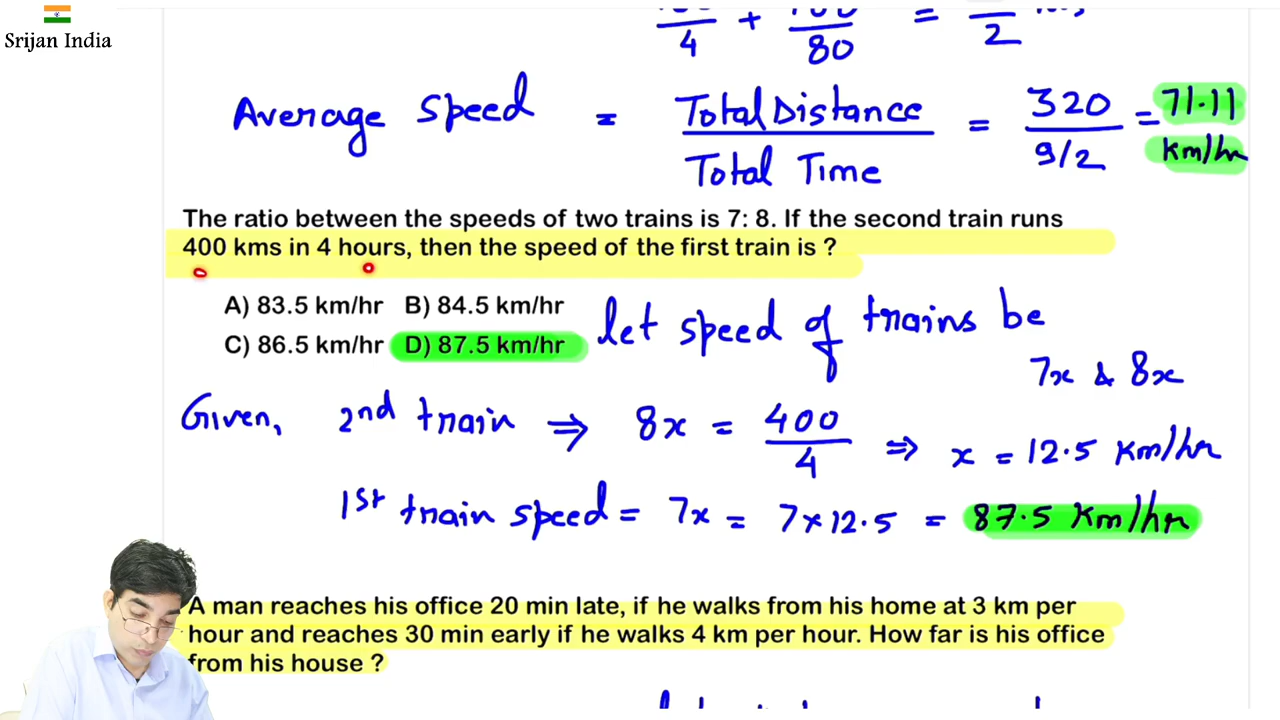 Srijan India
4 + 80 = 2
Average Speed = Total Distance / Total Time = 320 / 9/2 = 71.11 km/hr
The ratio between the speeds of two trains is 7: 8. If the second train runs
400 kms in 4 hours, then the speed of the first train is ?
A) 83.5 km/hr B) 84.5 km/hr
C) 86.5 km/hr D) 87.5 km/hr
let speed of trains be
7x & 8x
Given, 2nd train ⇒ 8x = 400/4 ⇒ x = 12.5 Km/hr
1st train speed = 7x = 7x12.5 = 87.5 Km/hr
A man reaches his office 20 min late, if he walks from his home at 3 km per
hour and reaches 30 min early if he walks 4 km per hour. How far is his office
from his house ?